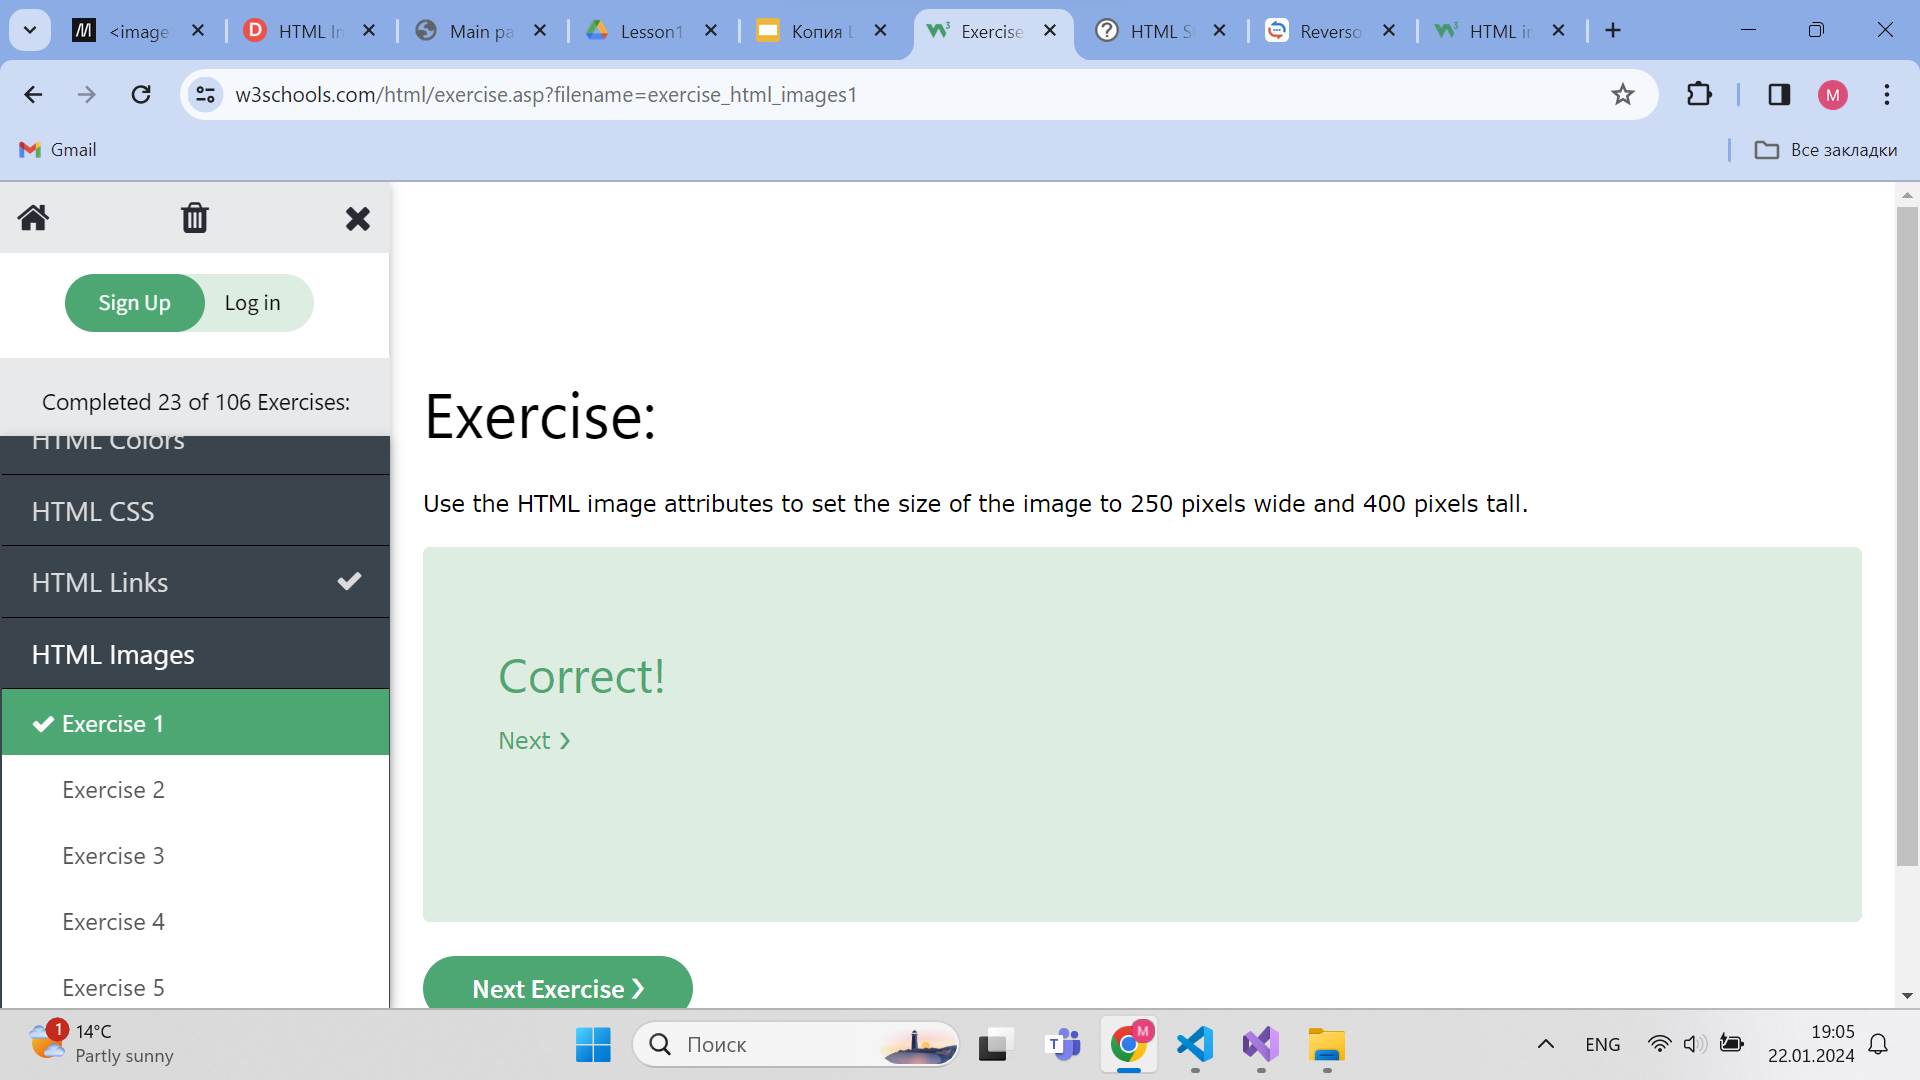 <image
HTML In
Main pa
Lesson1
Копия L
Exercise
HTML S
Reverso
HTML in
w3schools.com/html/exercise.asp?filename=exercise_html_images1
M
Gmail
Все закладки
Sign Up
Log in
Completed 23 of 106 Exercises:
HTML Colors
HTML CSS
HTML Links
HTML Images
Exercise 1
Exercise 2
Exercise 3
Exercise 4
Exercise 5
Exercise:
Use the HTML image attributes to set the size of the image to 250 pixels wide and 400 pixels tall.
Correct!
Next ❯
Next Exercise ❯
1
14°C
Partly sunny
Поиск
ENG
19:05
22.01.2024